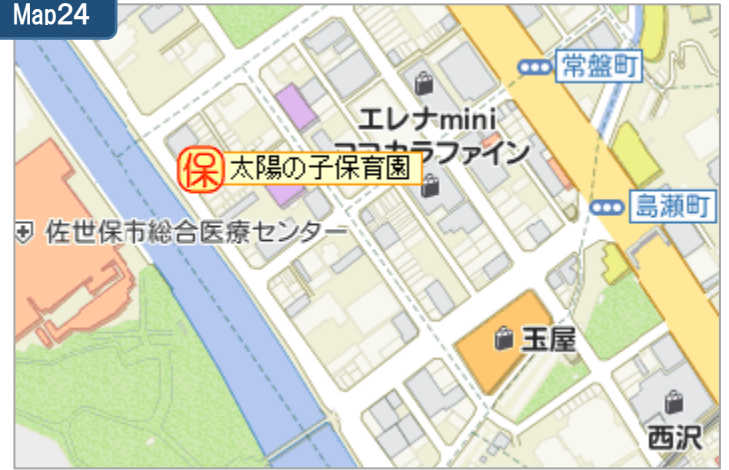 Map24
常盤町
エレナmini
ココカラファイン
保
太陽の子保育園
島瀬町
佐世保市総合医療センター
玉屋
西沢